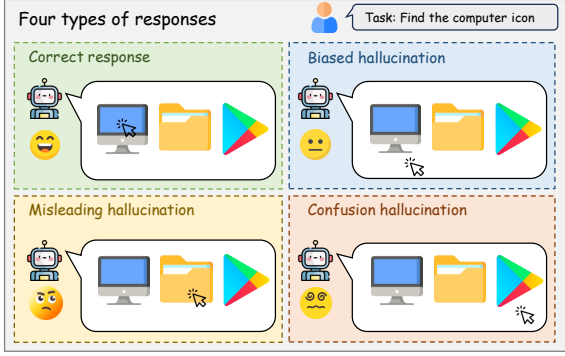 Four types of responses
Task: Find the computer icon
Correct response
Biased hallucination
Misleading hallucination
Confusion hallucination